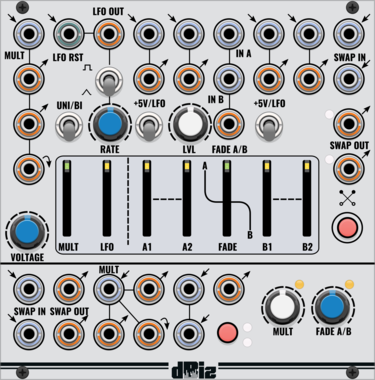 LFO OUT
MULT
LFO RST
IN A
SWAP IN
IN B
UNI/BI
+5V/LFO
+5V/LFO
RATE
LVL
FADE A/B
SWAP OUT
A
B
MULT
LFO
A1
A2
FADE
B1
B2
VOLTAGE
MULT
SWAP IN
SWAP OUT
MULT
FADE A/B